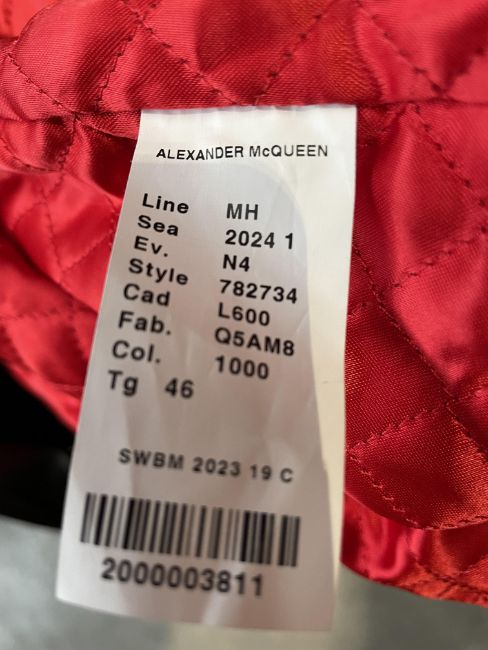 ALEXANDER McQUEEN
Line MH
Sea 2024 1
Ev. N4
Style 782734
Cad L600
Fab. Q5AM8
Col. 1000
Tg 46
SWBM 2023 19 C
2000003811